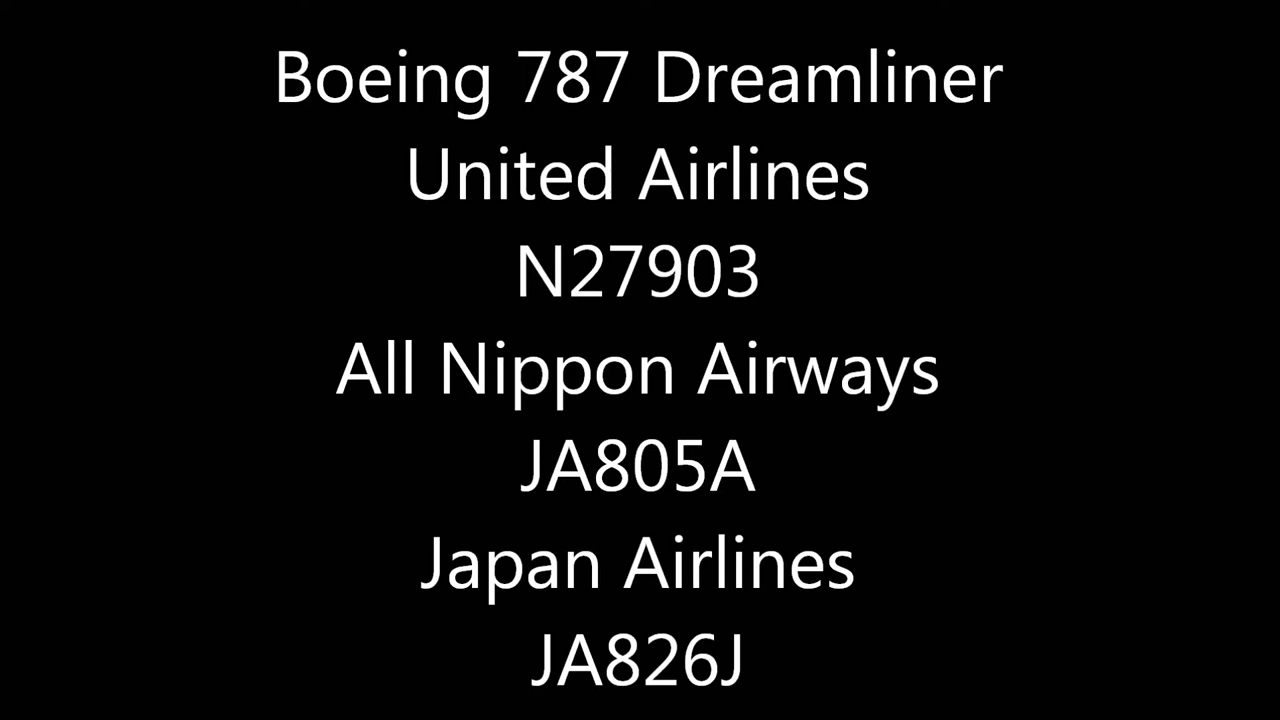 Boeing 787 Dreamliner
United Airlines
N27903
All Nippon Airways
JA805A
Japan Airlines
JA826J